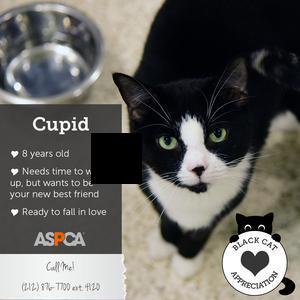 Cupid
8 years old
Needs time to
up, but wants to be
your new best friend
Ready to fall in love
ASPCA
Call Me!
(212) 876-7700 ext. 4120
BLACK CAT
APPRECIATION